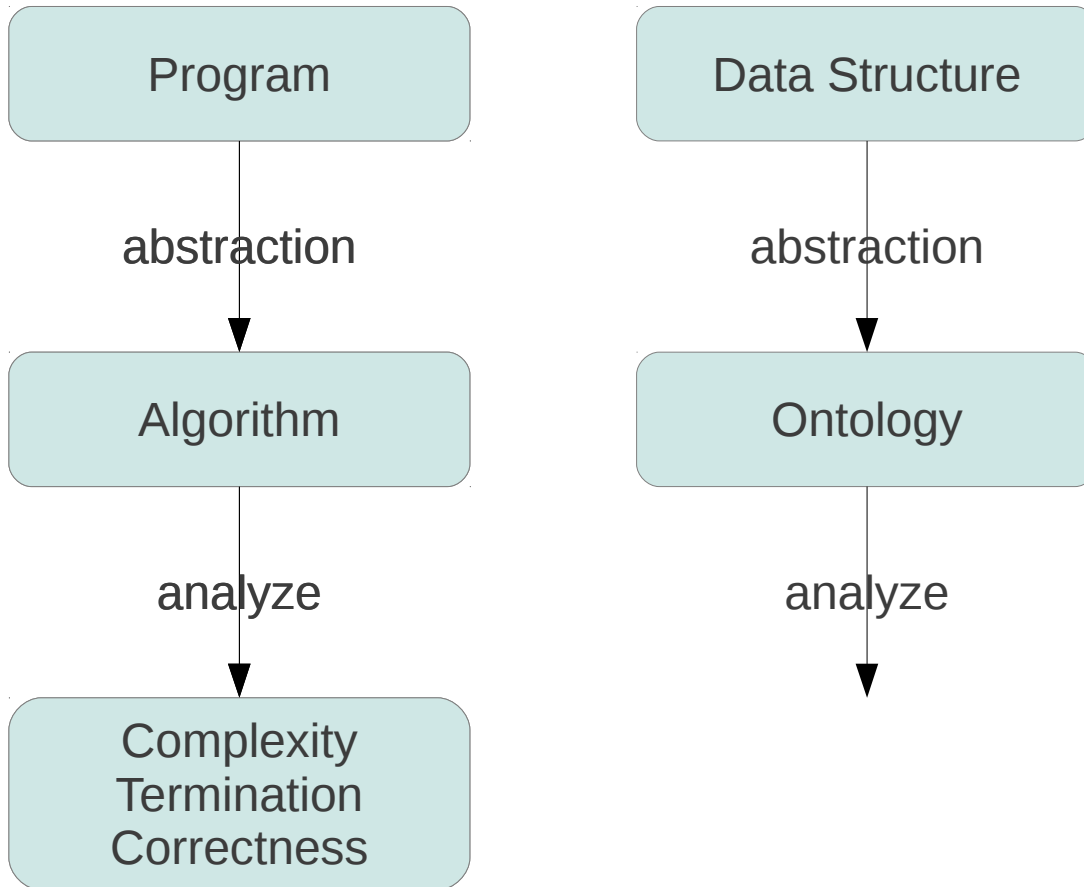 Program
Data Structure
abstraction
abstraction
Algorithm
Ontology
analyze
analyze
Complexity
Termination
Correctness